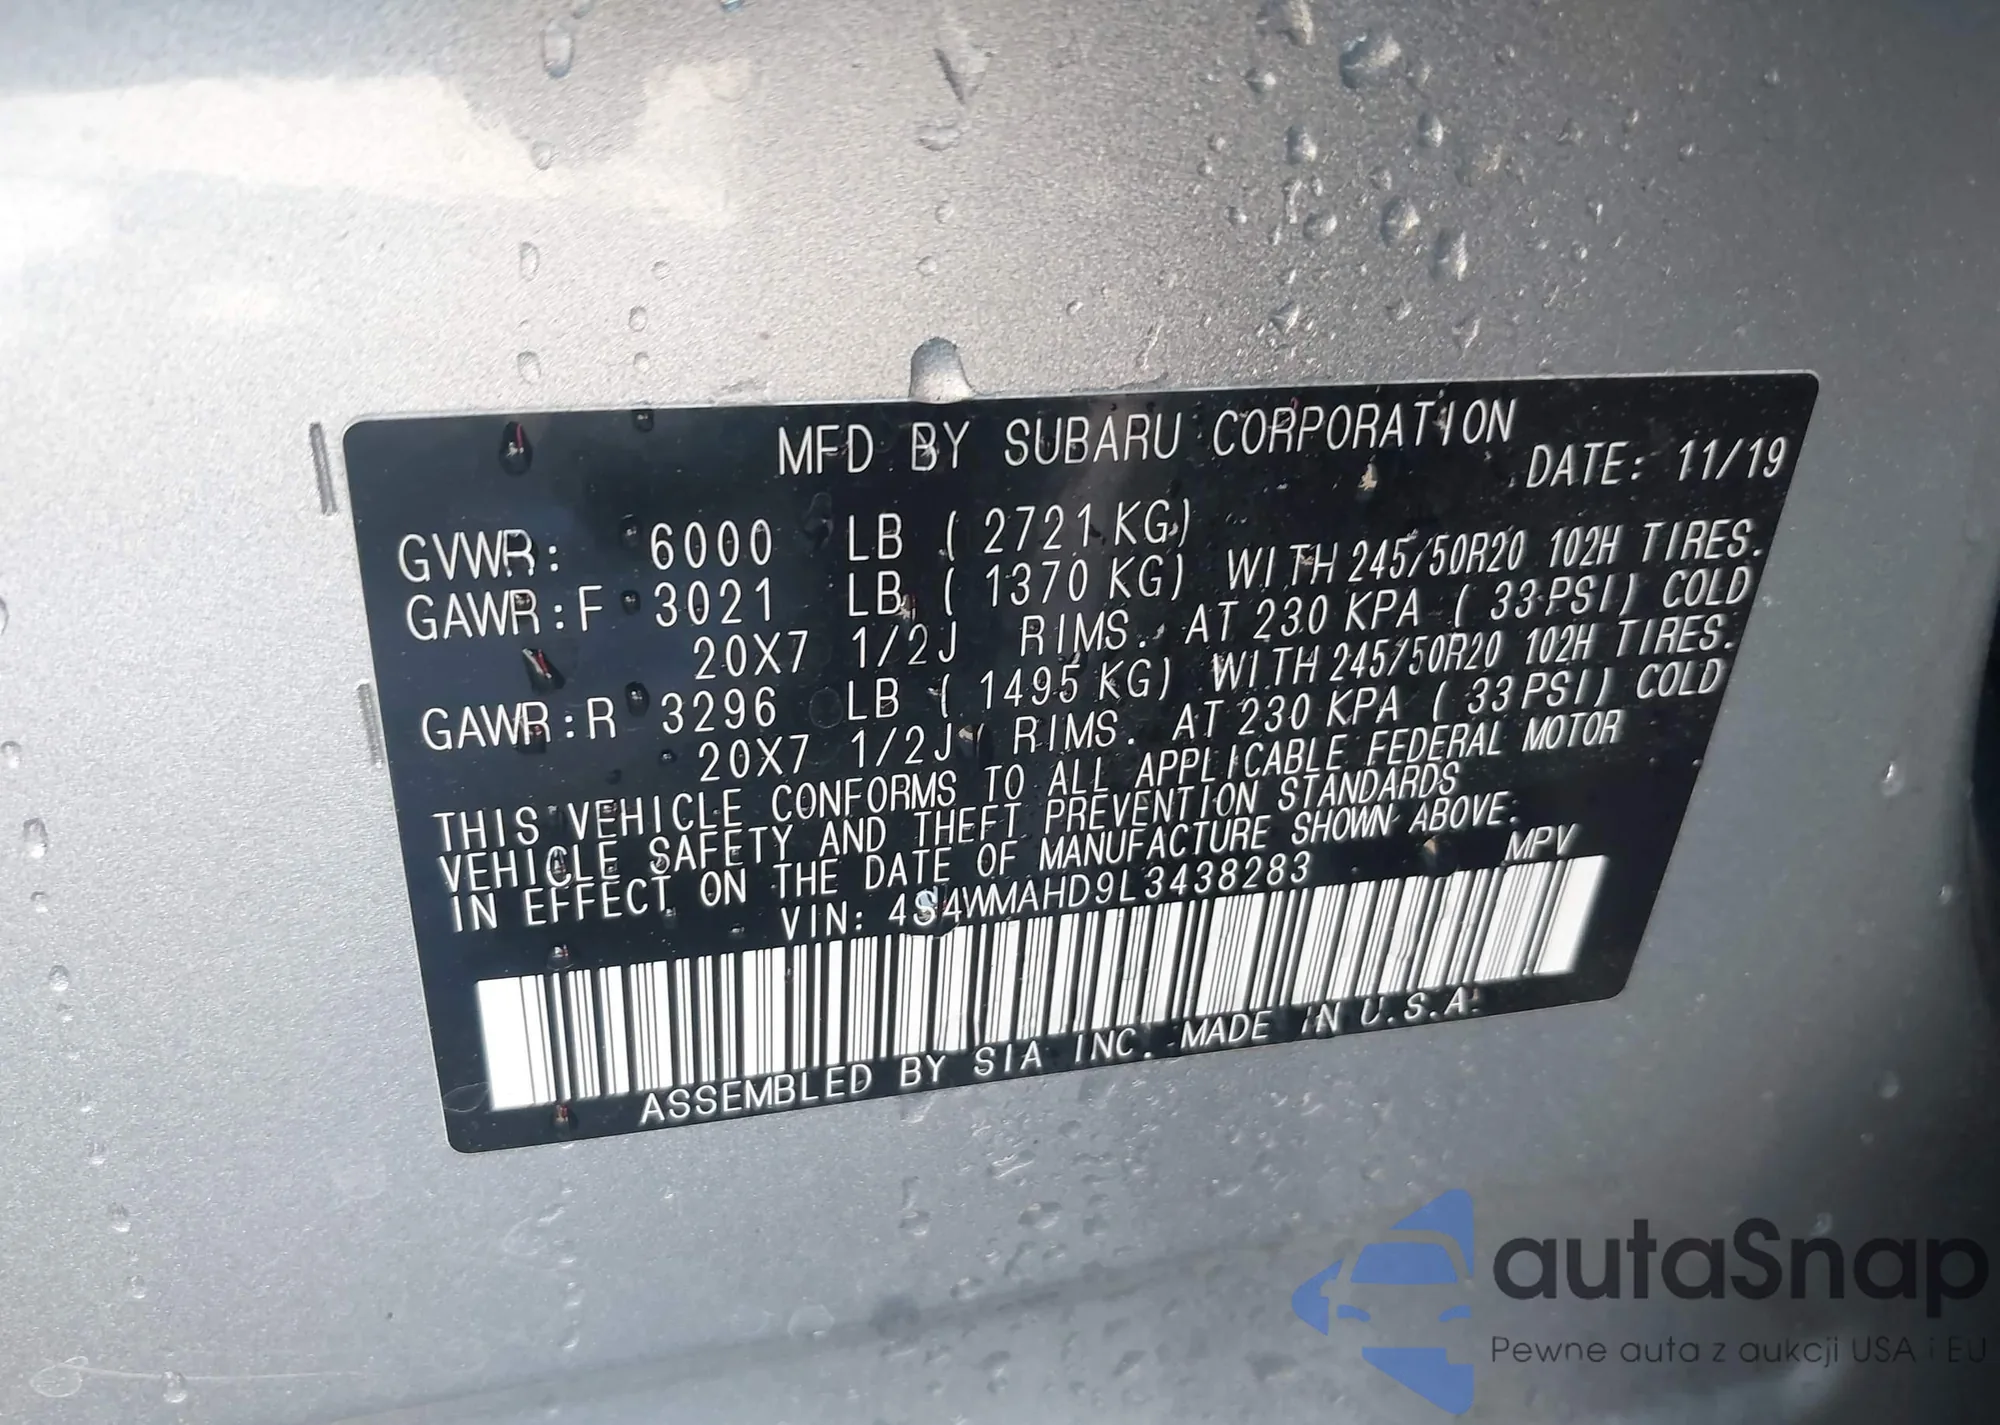 MFD BY SUBARU CORPORATION
DATE: 11/19
GVWR: 6000 LB ( 2721 KG)
GAWR:F 3021 LB ( 1370 KG) WITH 245/50R20 102H TIRES.
20X7 1/2J RIMS. AT 230 KPA ( 33 PSI) COLD
GAWR:R 3296 LB ( 1495 KG) WITH 245/50R20 102H TIRES.
20X7 1/2J RIMS. AT 230 KPA ( 33 PSI) COLD
THIS VEHICLE CONFORMS TO ALL APPLICABLE FEDERAL MOTOR
VEHICLE SAFETY AND THEFT PREVENTION STANDARDS
IN EFFECT ON THE DATE OF MANUFACTURE SHOWN ABOVE.
VIN: 4S4WMAHD9L3438283 MPV
ASSEMBLED BY SIA INC. MADE IN U.S.A.
autaSnap
Pewne auta z aukcji USA i EU